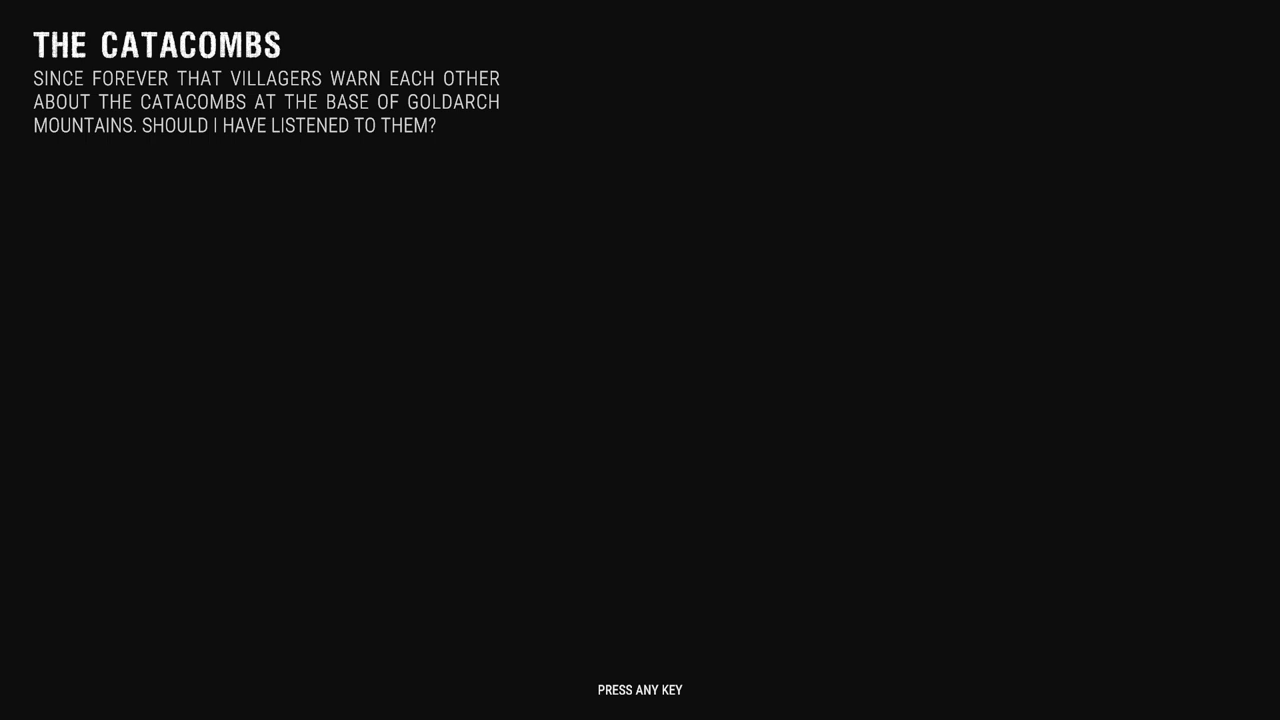 THE CATACOMBS
SINCE FOREVER THAT VILLAGERS WARN EACH OTHER
ABOUT THE CATACOMBS AT THE BASE OF GOLDARCH
MOUNTAINS. SHOULD I HAVE LISTENED TO THEM?
PRESS ANY KEY